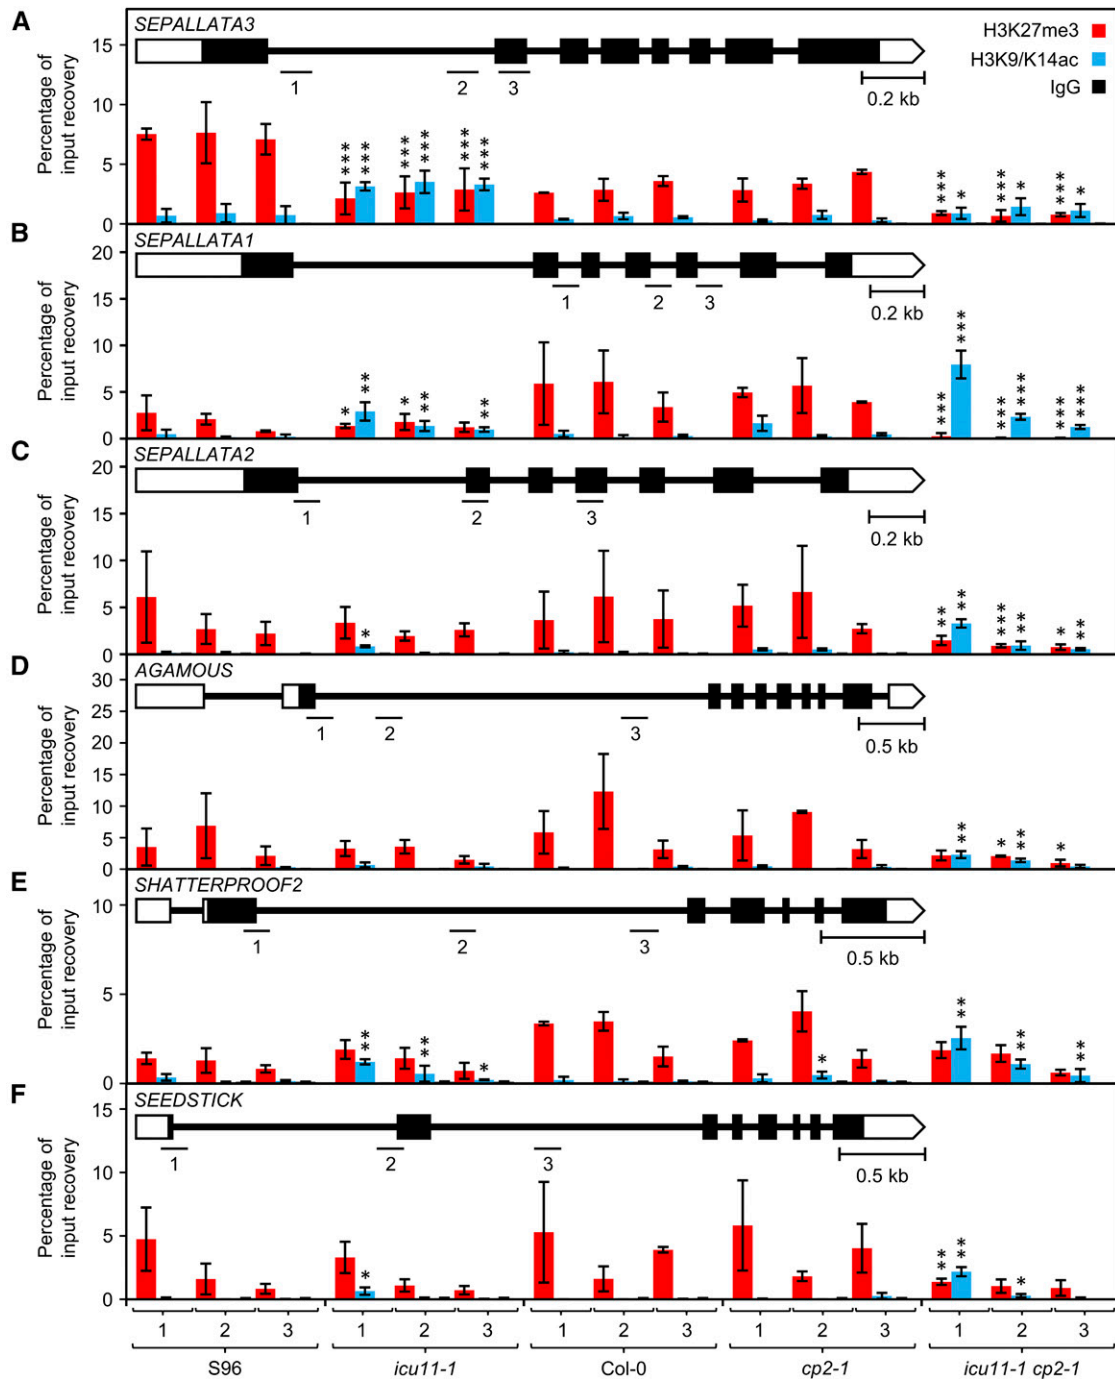 A
SEPALLATA3
H3K27me3
H3K9/K14ac
IgG
Percentage of
input recovery
15
10
5
0
1 2 3
0.2 kb
*** *** *** *** *** *** *** * *** * *** *
B
SEPALLATA1
Percentage of
input recovery
20
15
10
5
0
1 2 3
0.2 kb
* ** * ** ** *** *** *** *** *** ***
C
SEPALLATA2
Percentage of
input recovery
20
15
10
5
0
1 2 3
0.2 kb
* ** ** *** ** * **
D
AGAMOUS
Percentage of
input recovery
30
25
20
15
10
5
0
1 2 3
0.5 kb
** * ** *
E
SHATTERPROOF2
Percentage of
input recovery
10
5
0
1 2 3
0.5 kb
** ** * * ** ** **
F
SEEDSTICK
Percentage of
input recovery
15
10
5
0
1 2 3
0.5 kb
* ** ** *
1 2 3 1 2 3 1 2 3 1 2 3 1 2 3
S96 icu11-1 Col-0 cp2-1 icu11-1 cp2-1